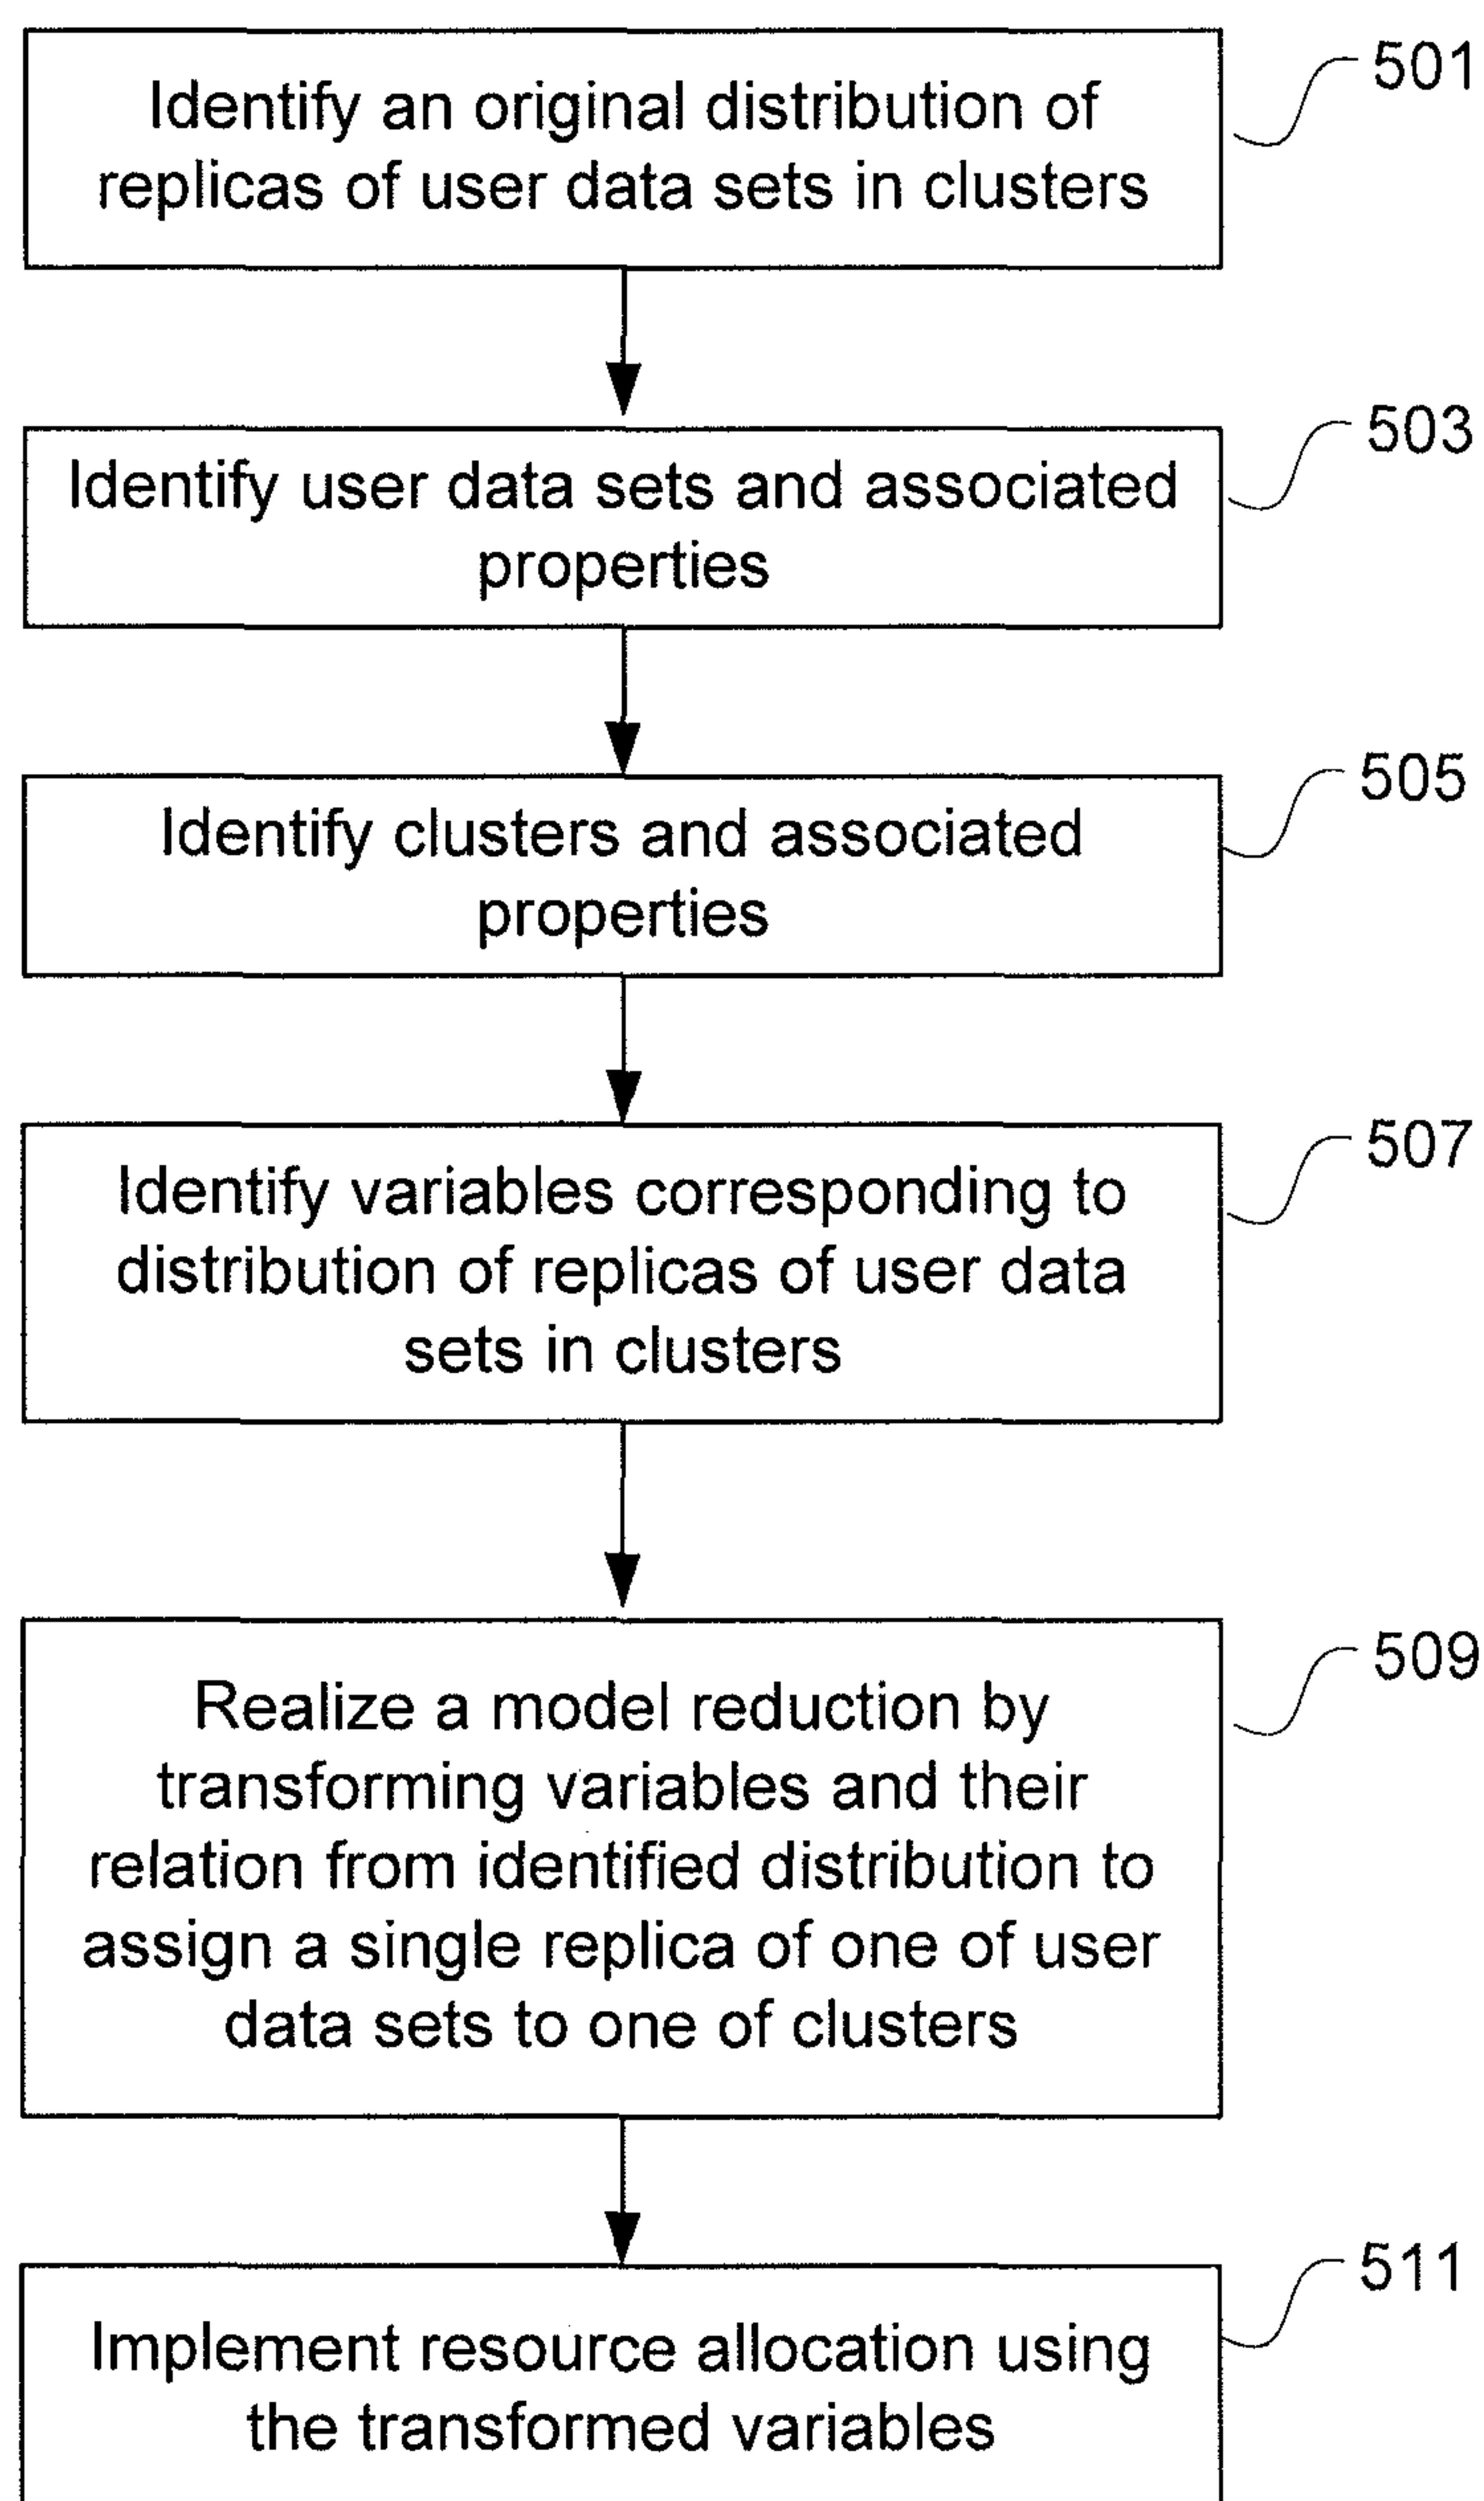 501
Identify an original distribution of
replicas of user data sets in clusters
503
Identify user data sets and associated
properties
505
Identify clusters and associated
properties
507
Identify variables corresponding to
distribution of replicas of user data
sets in clusters
509
Realize a model reduction by
transforming variables and their
relation from identified distribution to
assign a single replica of one of user
data sets to one of clusters
511
Implement resource allocation using
the transformed variables